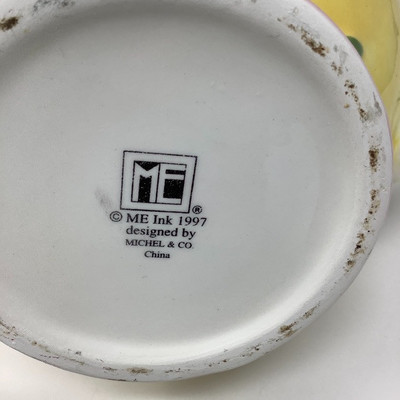 ME®
© ME Ink 1997
designed by
MICHEL & CO
China